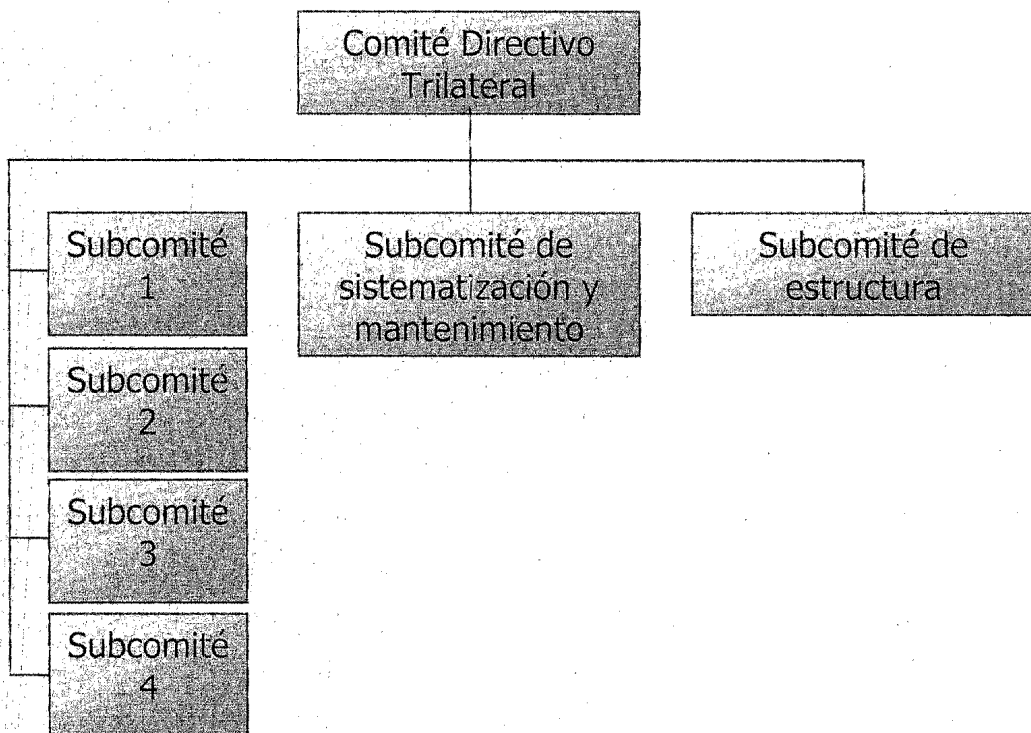 Comité Directivo
Trilateral
Subcomité
1
Subcomité de
sistematización y
mantenimiento
Subcomité de
estructura
Subcomité
2
Subcomité
3
Subcomité
4